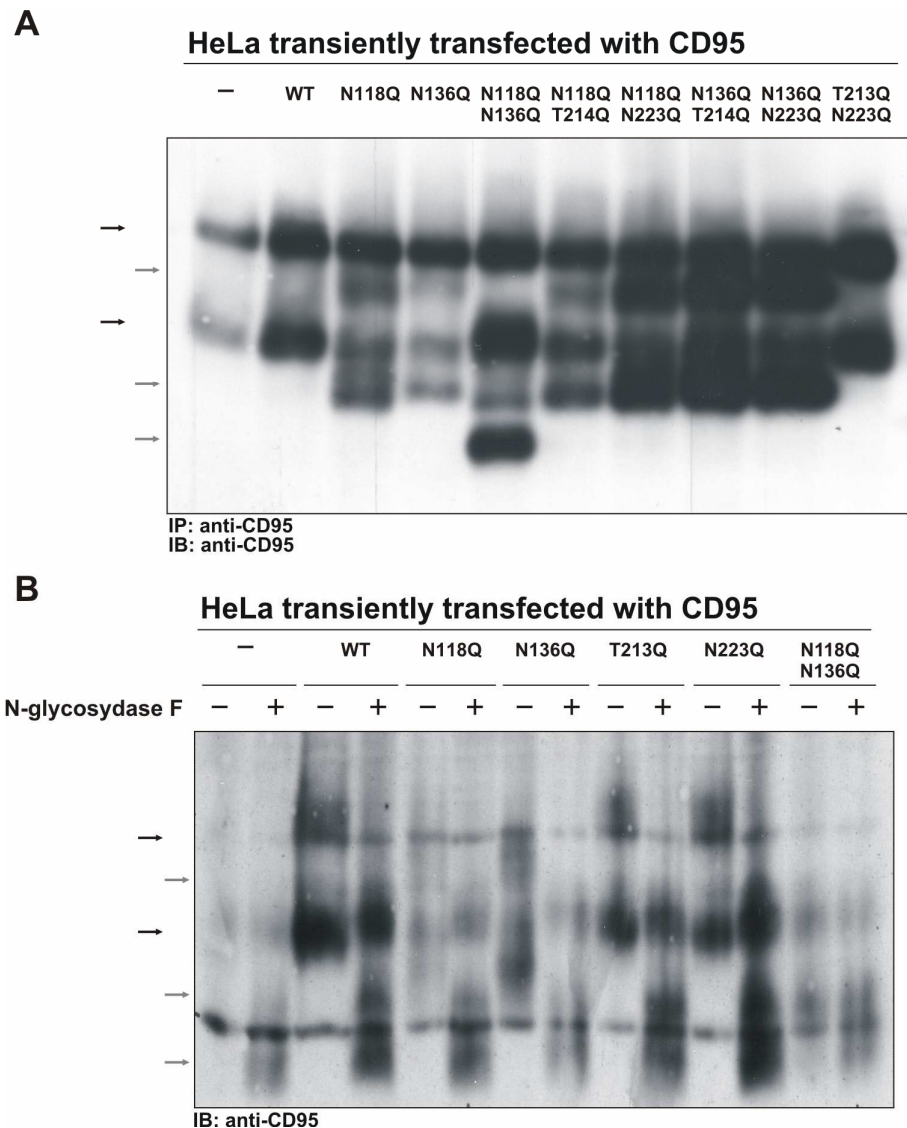 A
HeLa transiently transfected with CD95
– WT N118Q N136Q N118Q N118Q N118Q N136Q N136Q T213Q
N136Q T214Q N223Q T214Q N223Q N223Q
IP: anti-CD95
IB: anti-CD95
B
HeLa transiently transfected with CD95
– WT N118Q N136Q T213Q N223Q N118Q
N136Q
N-glycosydase F – + – + – + – + – + – + – +
IB: anti-CD95